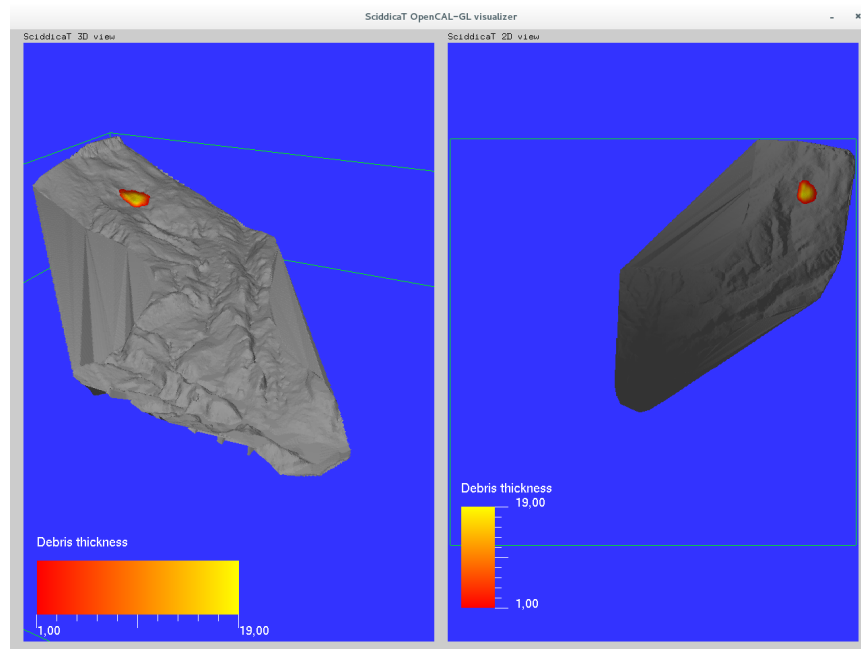 SciddicaT OpenCAL-GL visualizer
SciddicaT 3D view
SciddicaT 2D view
Debris thickness
19,00
1,00
Debris thickness
1,00
19,00